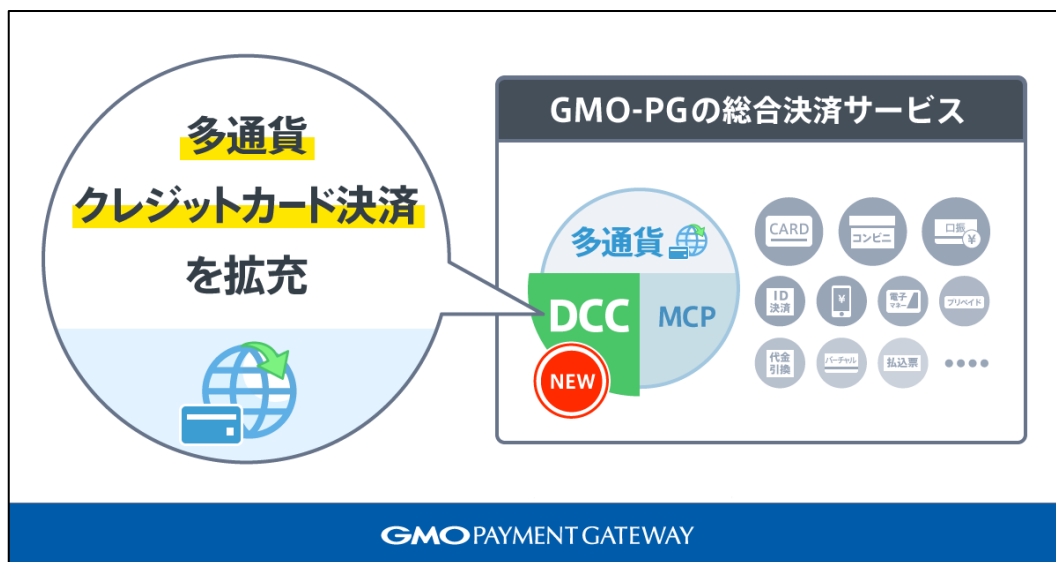 多通貨
クレジットカード決済
を拡充
GMO-PGの総合決済サービス
多通貨
DCC
MCP
NEW
CARD
コンビニ
口振
¥
ID
決済
¥
電子
マネー
プリペイド
代金
引換
バーチャル
払込票
GMO PAYMENT GATEWAY